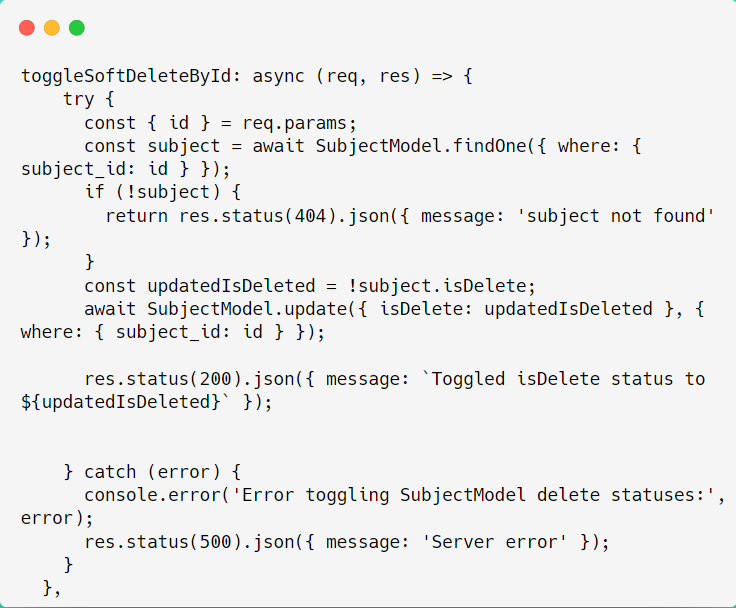 toggleSoftDeleteById: async (req, res) => {
    try {
      const { id } = req.params;
      const subject = await SubjectModel.findOne({ where: {
subject_id: id } });
      if (!subject) {
        return res.status(404).json({ message: 'subject not found'
});
      }
      const updatedIsDeleted = !subject.isDelete;
      await SubjectModel.update({ isDelete: updatedIsDeleted }, {
where: { subject_id: id } });
      res.status(200).json({ message: `Toggled isDelete status to
${updatedIsDeleted}` });
    } catch (error) {
      console.error('Error toggling SubjectModel delete statuses:',
error);
      res.status(500).json({ message: 'Server error' });
    }
  },